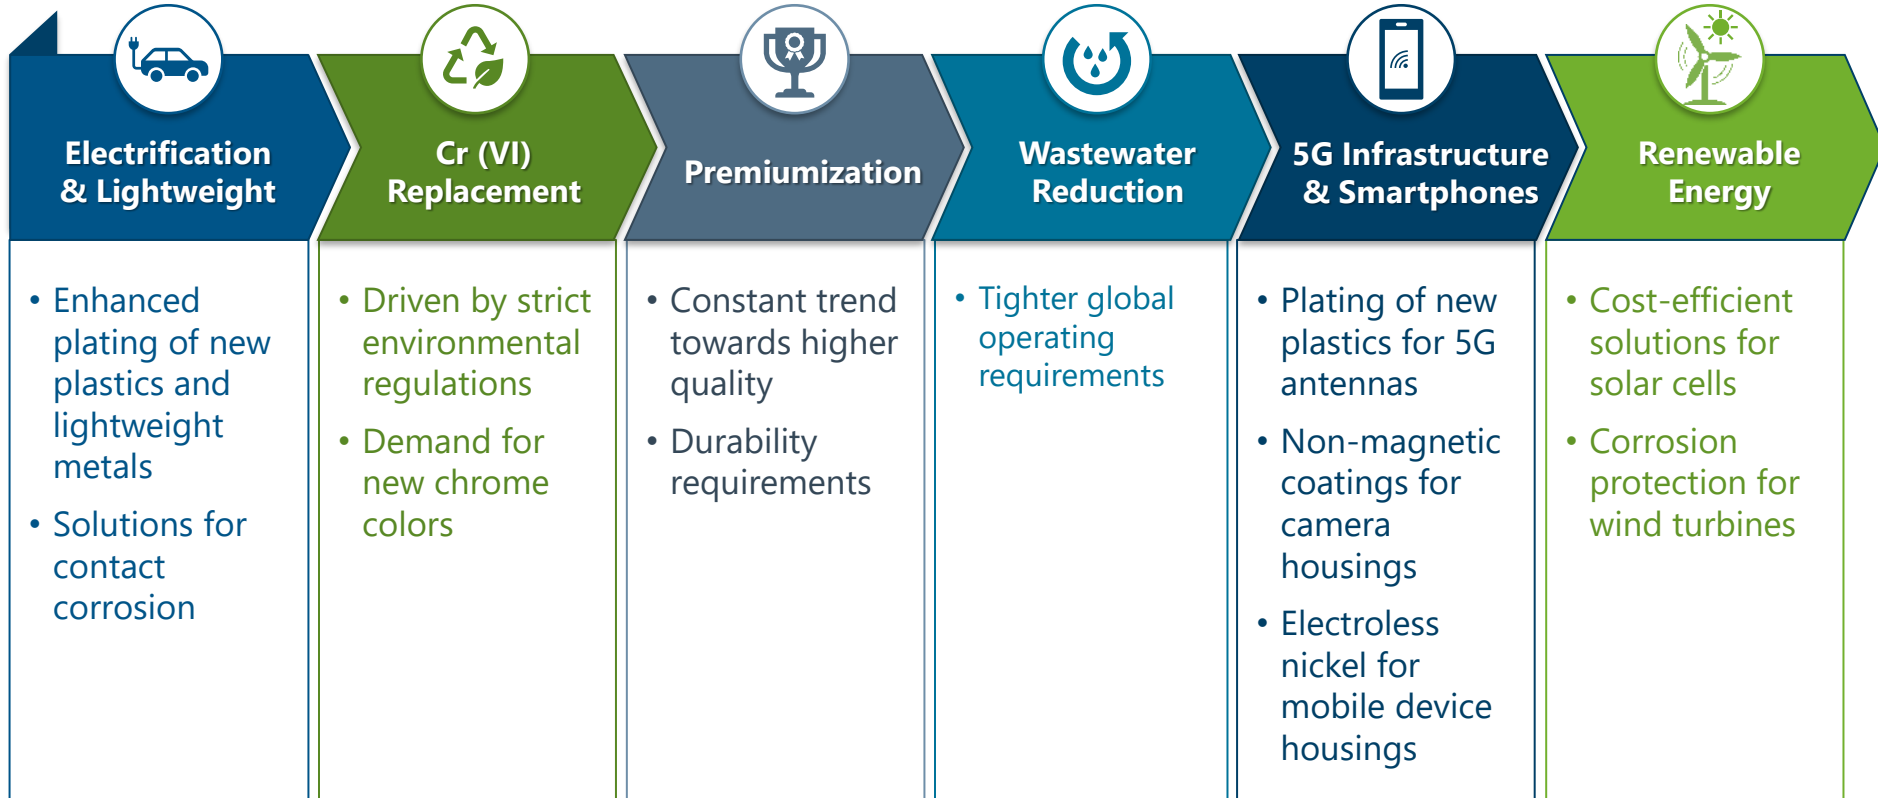 Electrification
& Lightweight
• Enhanced
plating of new
plastics and
lightweight
metals
• Solutions for
contact
corrosion
Cr (VI)
Replacement
• Driven by strict
environmental
regulations
• Demand for
new chrome
colors
Premiumization
• Constant trend
towards higher
quality
• Durability
requirements
Wastewater
Reduction
• Tighter global
operating
requirements
5G Infrastructure
& Smartphones
• Plating of new
plastics for 5G
antennas
• Non-magnetic
coatings for
camera
housings
• Electroless
nickel for
mobile device
housings
Renewable
Energy
• Cost-efficient
solutions for
solar cells
• Corrosion
protection for
wind turbines